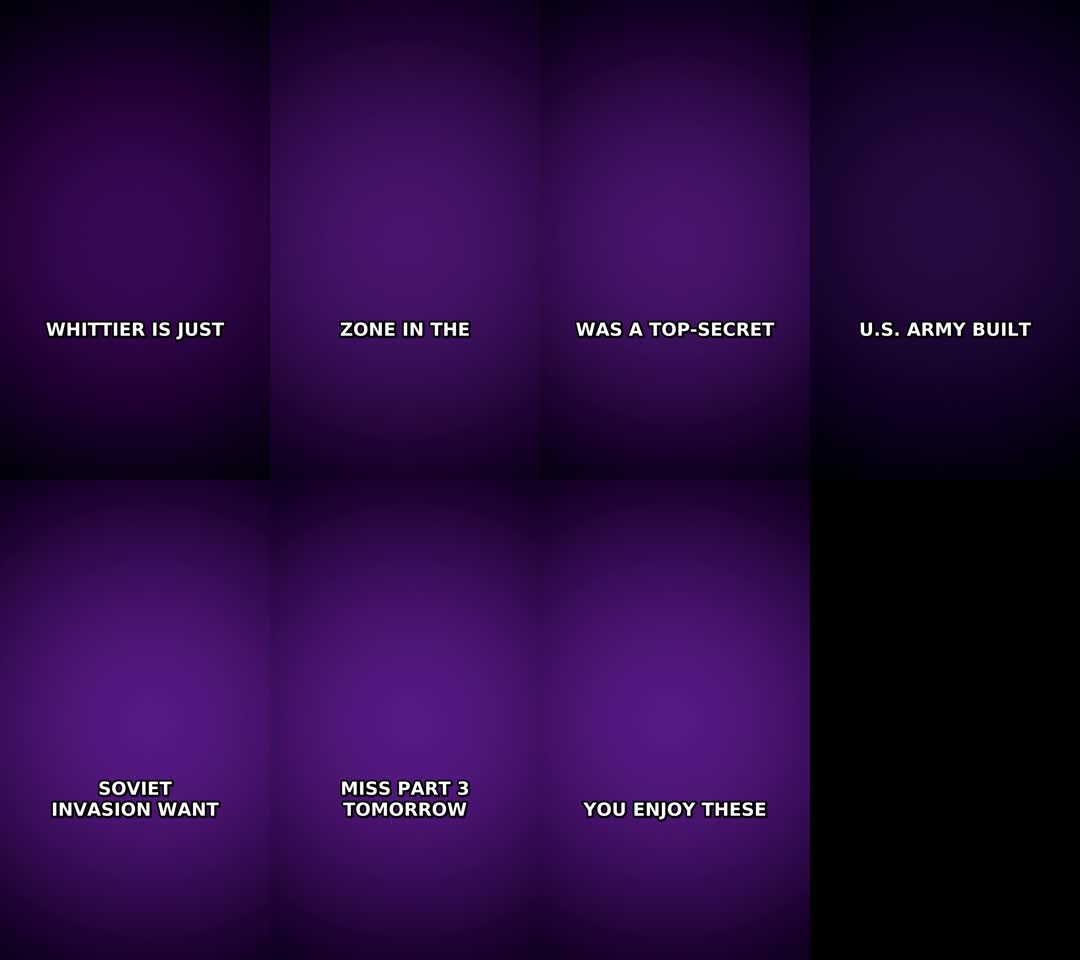 WHITTIER IS JUST
ZONE IN THE
WAS A TOP-SECRET
U.S. ARMY BUILT
SOVIET
INVASION WANT
MISS PART 3
TOMORROW
YOU ENJOY THESE